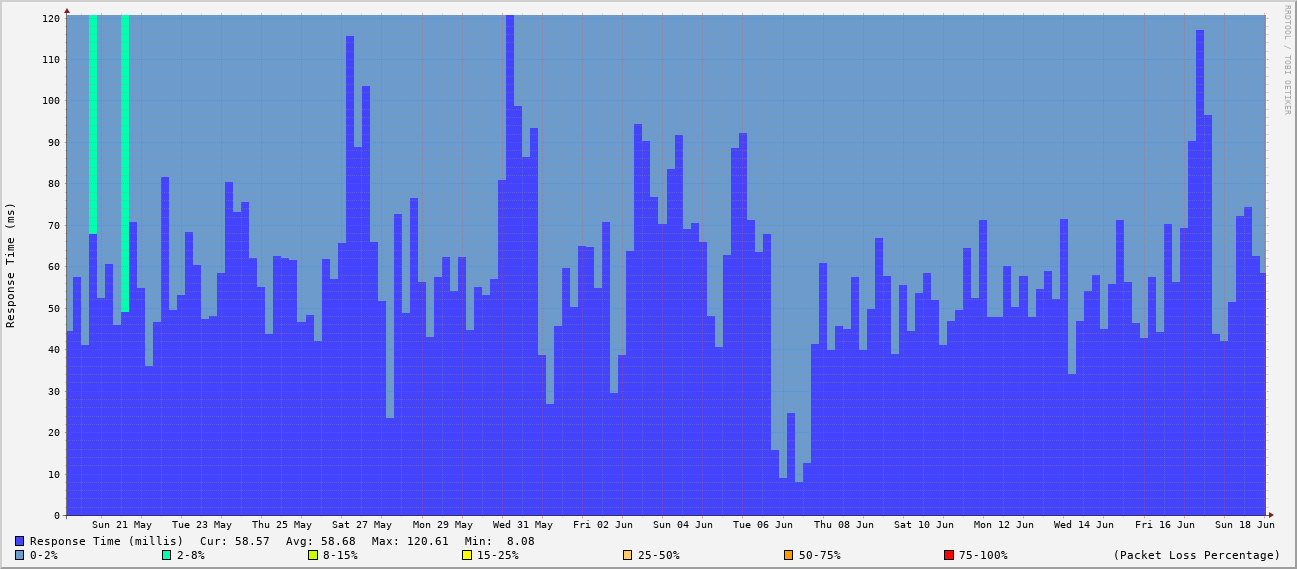 RRDTOOL / TOBI OETIKER
Response Time (ms)
120
110
100
90
80
70
60
50
40
30
20
10
0
Sun 21 May Tue 23 May Thu 25 May Sat 27 May Mon 29 May Wed 31 May Fri 02 Jun Sun 04 Jun Tue 06 Jun Thu 08 Jun Sat 10 Jun Mon 12 Jun Wed 14 Jun Fri 16 Jun Sun 18 Jun
Response Time (millis) Cur: 58.57 Avg: 58.68 Max: 120.61 Min: 8.08
0-2% 2-8% 8-15% 15-25% 25-50% 50-75% 75-100% (Packet Loss Percentage)